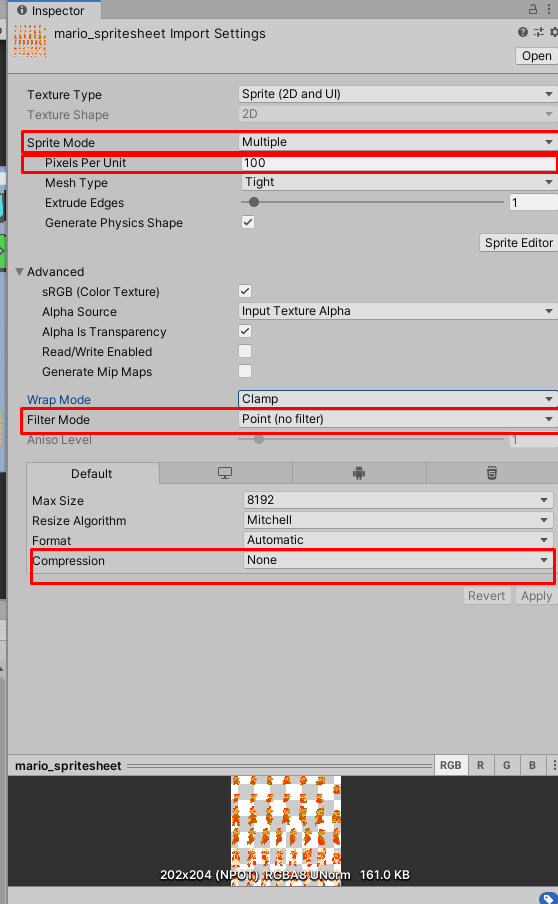 Inspector
mario_spritesheet Import Settings
Open
Texture Type Sprite (2D and UI)
Texture Shape 2D
Sprite Mode Multiple
Pixels Per Unit 100
Mesh Type Tight
Extrude Edges 1
Generate Physics Shape
Sprite Editor
Advanced
sRGB (Color Texture)
Alpha Source Input Texture Alpha
Alpha Is Transparency
Read/Write Enabled
Generate Mip Maps
Wrap Mode Clamp
Filter Mode Point (no filter)
Aniso Level 1
Default
Max Size 8192
Resize Algorithm Mitchell
Format Automatic
Compression None
Revert Apply
mario_spritesheet RGB R G B
202x204 (NPOT) RGBA8 UNorm 161.0 KB